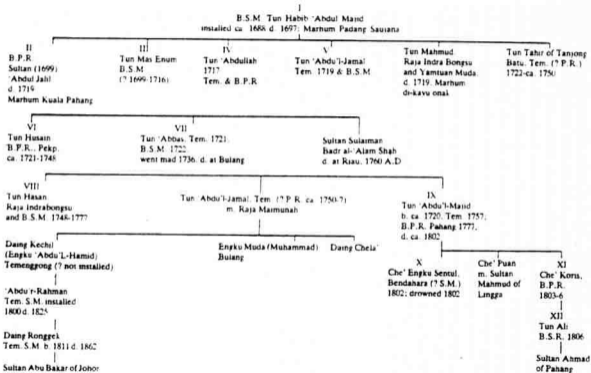 I
B.S.M Tun Habib 'Abdul Majid
installed ca. 1688 d. 1697; Marhum Padang Saujana
II
B.P.R
Sultan (1699)
'Abdul Jalil
d. 1719
Marhum Kuala Pahang
III
Tun Mas Enum
B.S.M
(? 1699-1716)
IV
Tun 'Abdullah
1717
Tem. & B.P.R
V
Tun 'Abdu'l-Jamal
Tem. 1719 & B.S.M
Tun Mahmud
Raja Indra Bongsu
and Yamtuan Muda
d. 1719. Marhum
di-kayu anak
Tun Tahir of Tanjong
Batu. Tem. (? P.R.)
1722-ca. 1750
VI
Tun Husain
B.P.R., Pekp.
ca. 1721-1748
VII
Tun 'Abbas, Tem. 1721.
B.S.M. 1722
went mad 1736, d. at Bulang
Sultan Sulaiman
Badr al-'Alam Shah
d. at Riau, 1760 A.D
VIII
Tun Hasan
Raja Indrabongsu
and B.S.M. 1748-1777
Tun 'Abdu'l-Jamal, Tem (? P.R. ca. 1750-?)
m. Raja Maimunah
IX
Tun 'Abdu'l-Majid
b. ca. 1720. Tem 1757,
B.P.R. Pahang 1777,
d. ca. 1802
Daing Kechil
(Engku 'Abdu'L-Hamid)
Temenggong (? not installed)
Engku Muda (Muhammad)
Bulang
Daing Chela'
X
Che' Engku Sentul,
Bendahara (? S.M.)
1802; drowned 1802
Che' Puan
m. Sultan
Mahmud of
Lingga
XI
Che' Koris,
B.P.R.
1803-6
'Abdu'r-Rahman
Tem. S.M. installed
1800 d. 1825
XII
Tun Ali
B.S.R. 1806
Daing Ronggek
Tem. S.M. b. 1811 d. 1862
Sultan Abu Bakar of Johor
Sultan Ahmad
of Pahang